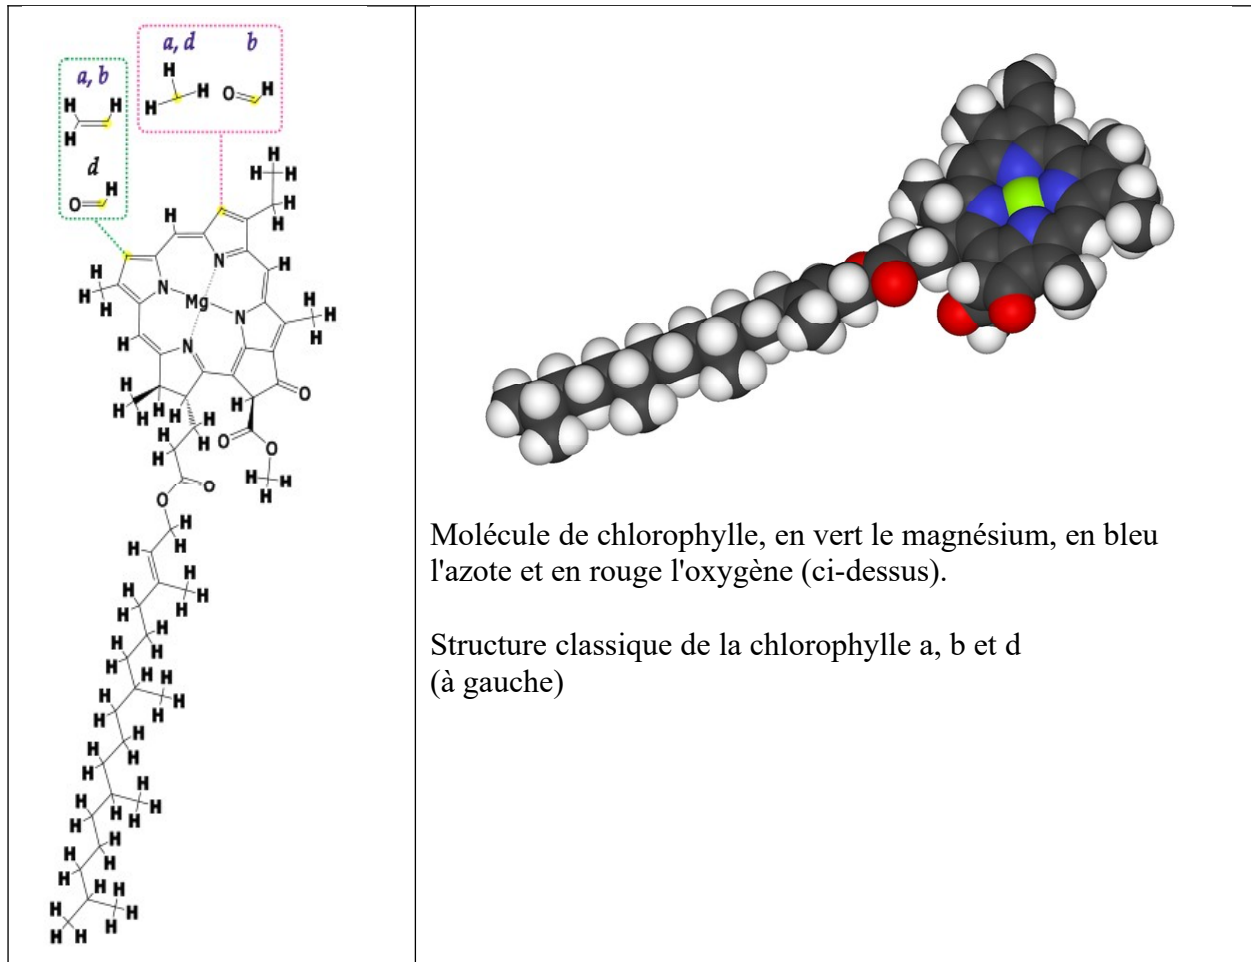 a, d b
H
a, b
H O H
H H H
H
d H
H H
H
O H
H H
N H
H N
H Mg H
N H
H H
H N
H
O
H H H
H H H
H O H O
H
H H
O
O H
H
H H
H
H H
H H
H
H H
H H H
H H
H H
H H
H H
H H
H H
H H
H
H H
H H H
H H
H
H H
Molécule de chlorophylle, en vert le magnésium, en bleu
l'azote et en rouge l'oxygène (ci-dessus).
Structure classique de la chlorophylle a, b et d
(à gauche)